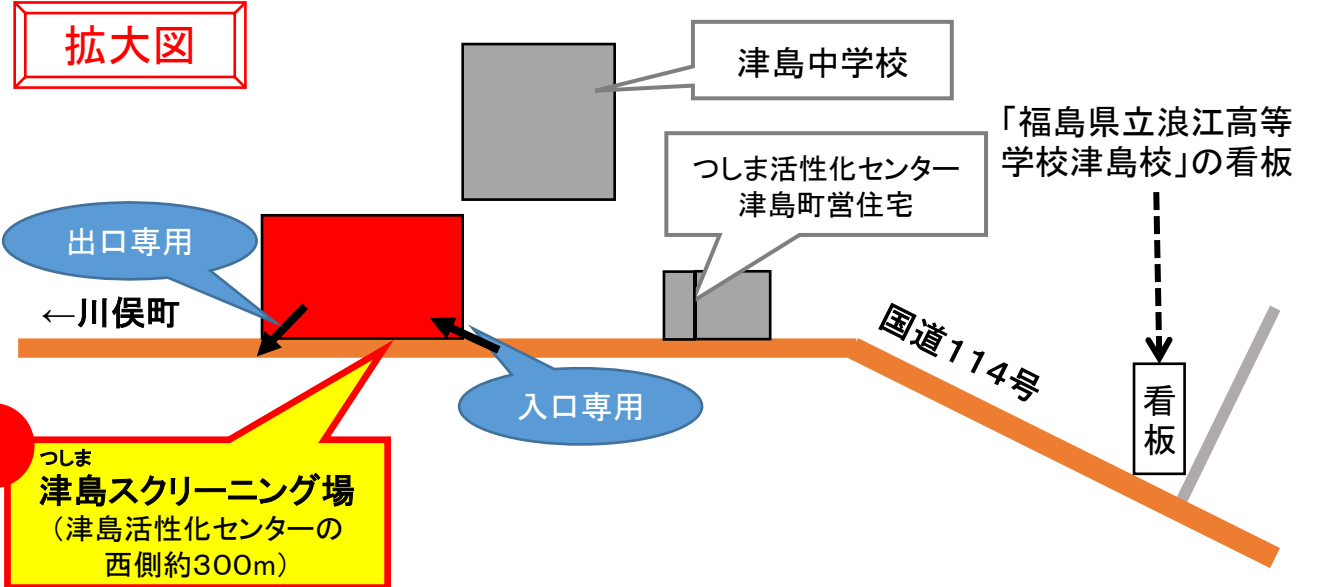 拡大図
津島中学校
「福島県立浪江高等
学校津島校」の看板
つしま活性化センター
津島町営住宅
出口専用
←川俣町
国道114号
入口専用
看
板
つしま
津島スクリーニング場
（津島活性化センターの
西側約300m）